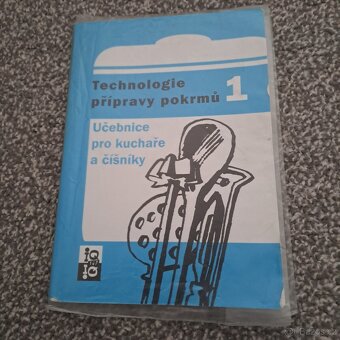 Technologie
přípravy pokrmů 1
Učebnice
pro kuchaře
a číšníky